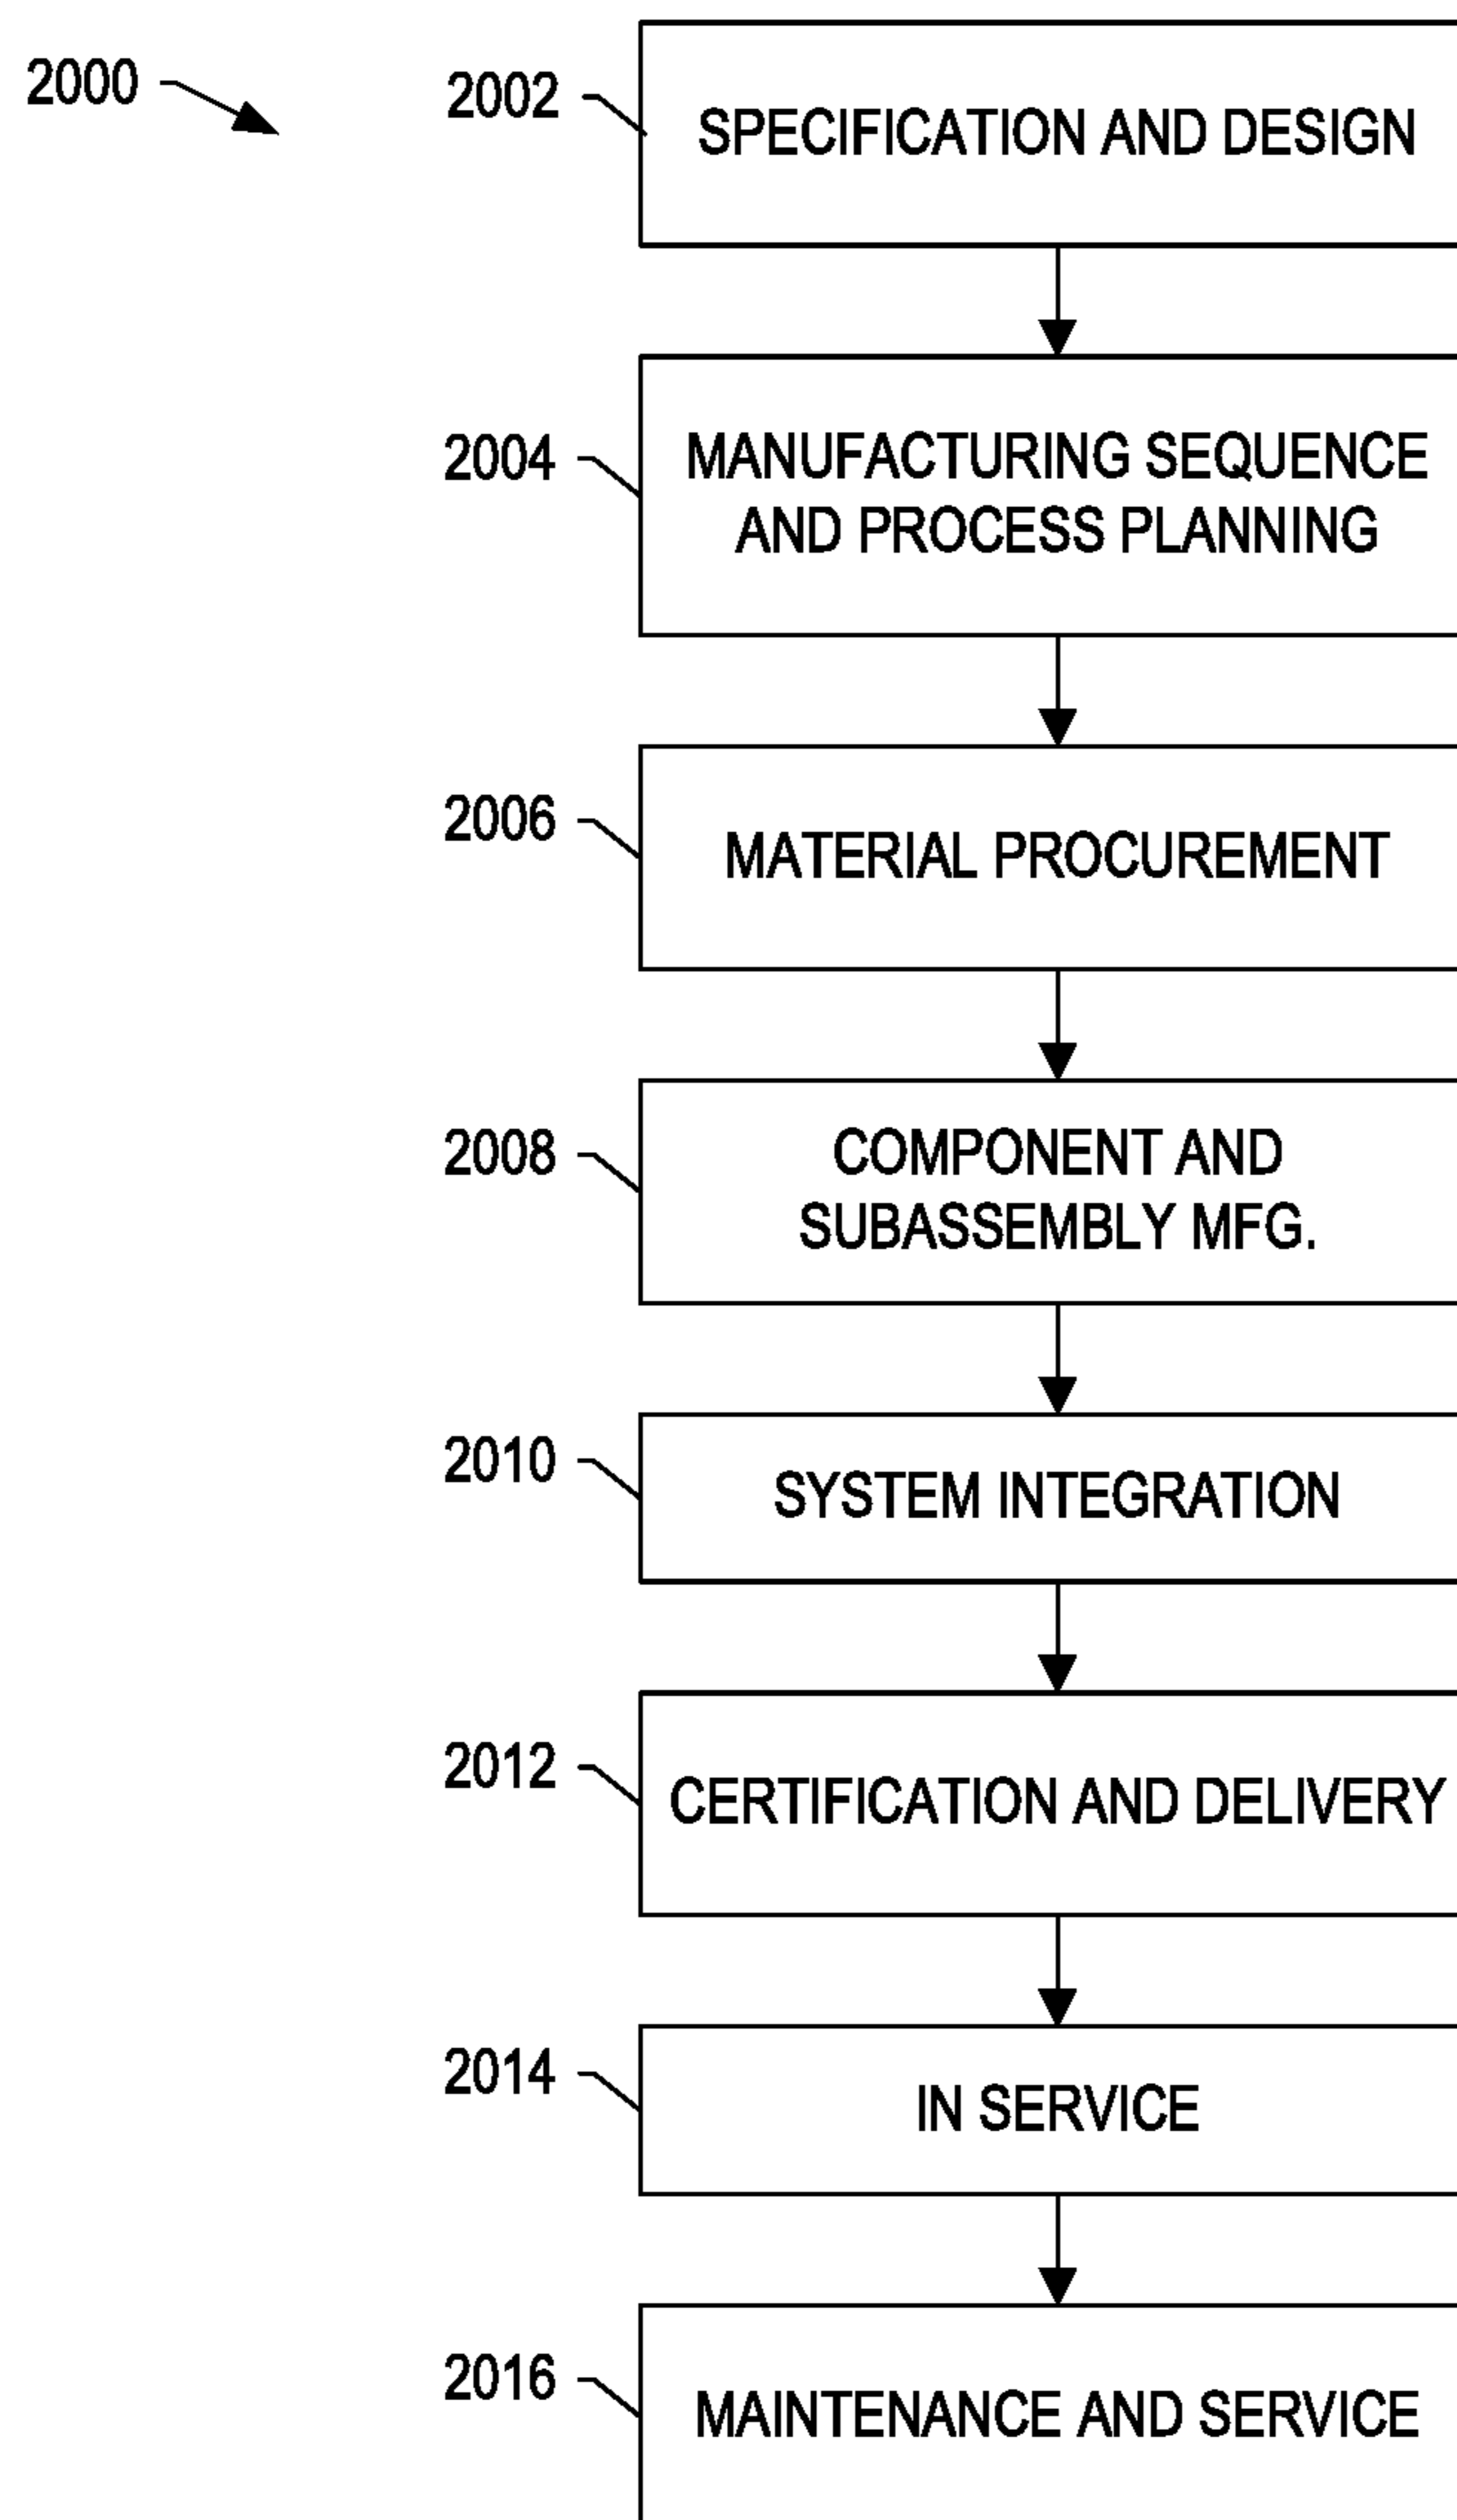 2000
2002
SPECIFICATION AND DESIGN
2004
MANUFACTURING SEQUENCE
AND PROCESS PLANNING
2006
MATERIAL PROCUREMENT
2008
COMPONENT AND
SUBASSEMBLY MFG.
2010
SYSTEM INTEGRATION
2012
CERTIFICATION AND DELIVERY
2014
IN SERVICE
2016
MAINTENANCE AND SERVICE